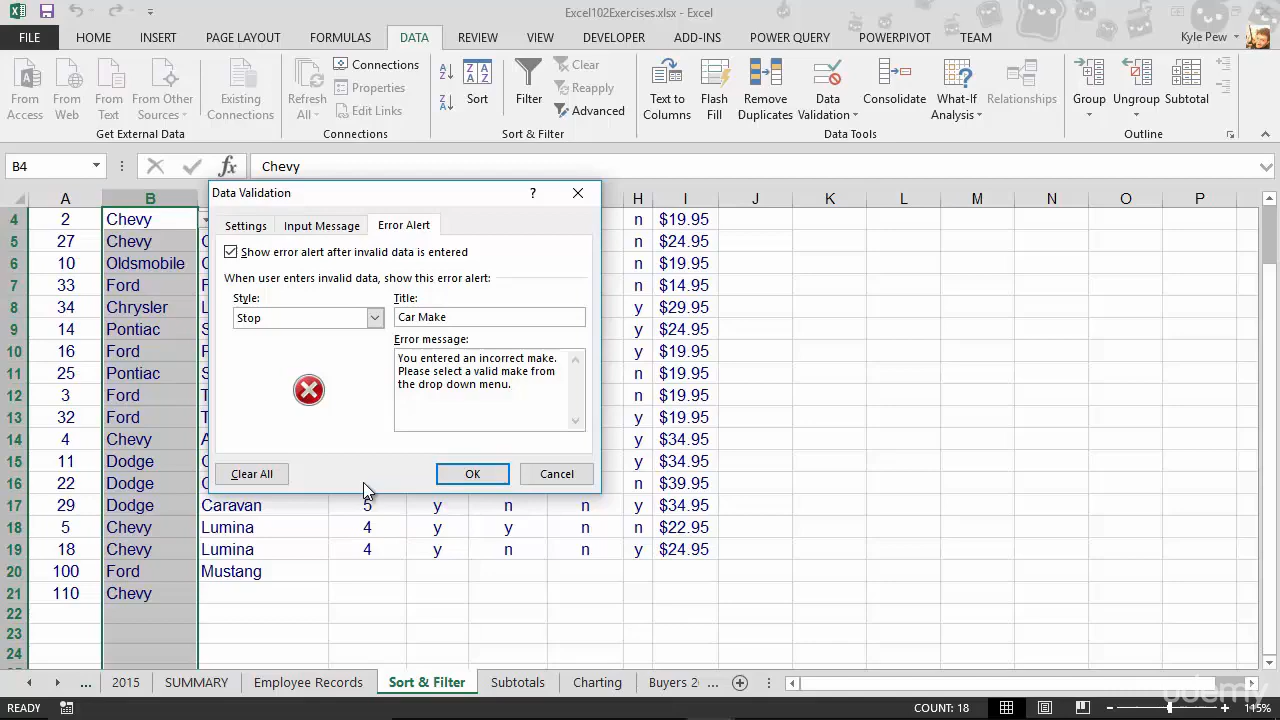 Excel102Exercises.xlsx - Excel
FILE HOME INSERT PAGE LAYOUT FORMULAS DATA REVIEW VIEW DEVELOPER ADD-INS POWER QUERY POWERPIVOT TEAM Kyle Pew
From Access
From Web
From Text
From Other Sources
Existing Connections
Get External Data
Refresh All
Connections
Properties
Edit Links
Connections
Sort
Filter
Clear
Reapply
Advanced
Sort & Filter
Text to Columns
Flash Fill
Remove Duplicates
Data Validation
Consolidate
What-If Analysis
Relationships
Data Tools
Group
Ungroup
Subtotal
Outline
B4 fx Chevy
A B H I J K L M N O P
Data Validation ?
Settings Input Message Error Alert
Show error alert after invalid data is entered
When user enters invalid data, show this error alert:
Style:
Stop
Title:
Car Make
Error message:
You entered an incorrect make.
Please select a valid make from
the drop down menu.
Clear All OK Cancel
4 2 Chevy n $19.95
5 27 Chevy n $24.95
6 10 Oldsmobile n $19.95
7 33 Ford n $14.95
8 34 Chrysler y $29.95
9 14 Pontiac y $24.95
10 16 Ford y $19.95
11 25 Pontiac n $19.95
12 3 Ford n $19.95
13 32 Ford y $19.95
14 4 Chevy y $34.95
15 11 Dodge y $34.95
16 22 Dodge n $39.95
17 29 Dodge Caravan 5 y n n y $34.95
18 5 Chevy Lumina 4 y y n n $22.95
19 18 Chevy Lumina 4 y n n y $24.95
20 100 Ford Mustang
21 110 Chevy
22
23
24
... 2015 SUMMARY Employee Records Sort & Filter Subtotals Charting Buyers ...
udemy
READY COUNT: 18 115%